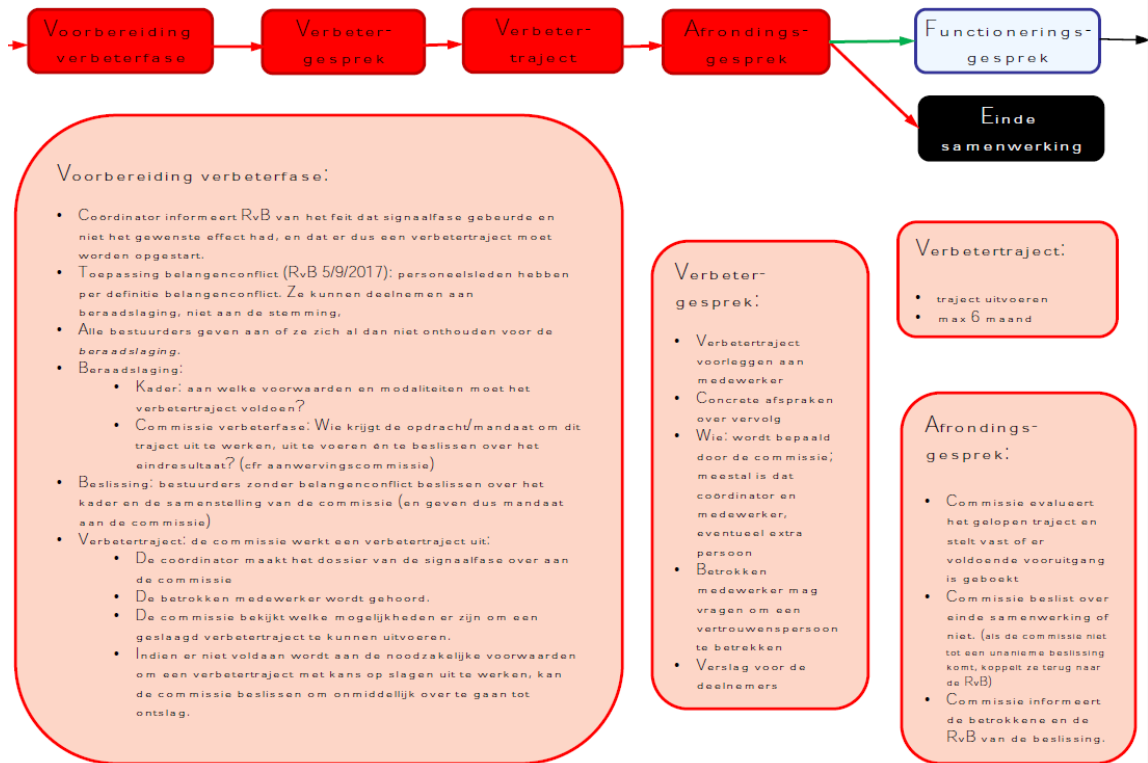 Voorbereiding
verbeterfase
Verbeter-
gesprek
Verbeter-
traject
Afrondings-
gesprek
Functionerings-
gesprek
Einde
samenwerking
Voorbereiding verbeterfase:
• Coördinator informeert RvB van het feit dat signaalfase gebeurde en
niet het gewenste effect had, en dat er dus een verbetertraject moet
worden opgestart.
• Toepassing belangenconflict (RvB 5/9/2017): personeelsleden hebben
per definitie belangenconflict. Ze kunnen deelnemen aan
beraadslaging, niet aan de stemming,
• Alle bestuurders geven aan of ze zich al dan niet onthouden voor de
beraadslaging.
• Beraadslaging:
• Kader: aan welke voorwaarden en modaliteiten moet het
verbetertraject voldoen?
• Commissie verbeterfase: Wie krijgt de opdracht/mandaat om dit
traject uit te werken, uit te voeren én te beslissen over het
eindresultaat? (cfr aanwervingscommissie)
• Beslissing: bestuurders zonder belangenconflict beslissen over het
kader en de samenstelling van de commissie (en geven dus mandaat
aan de commissie)
• Verbetertraject: de commissie werkt een verbetertraject uit:
• De coördinator maakt het dossier van de signaalfase over aan
de commissie
• De betrokken medewerker wordt gehoord.
• De commissie bekijkt welke mogelijkheden er zijn om een
geslaagd verbetertraject te kunnen uitvoeren.
• Indien er niet voldaan wordt aan de noodzakelijke voorwaarden
om een verbetertraject met kans op slagen uit te werken, kan
de commissie beslissen om onmiddellijk over te gaan tot
ontslag.
Verbeter-
gesprek:
• Verbetertraject
voorleggen aan
medewerker
• Concrete afspraken
over vervolg
• Wie: wordt bepaald
door de commissie;
meestal is dat
coördinator en
medewerker,
eventueel extra
persoon
• Betrokken
medewerker mag
vragen om een
vertrouwenspersoon
te betrekken
• Verslag voor de
deelnemers
Verbetertraject:
• traject uitvoeren
• max 6 maand
Afrondings-
gesprek:
• Commissie evalueert
het gelopen traject en
stelt vast of er
voldoende vooruitgang
is geboekt
• Commissie beslist over
einde samenwerking of
niet. (als de commissie niet
tot een unanieme beslissing
komt, koppelt ze terug naar
de RvB)
• Commissie informeert
de betrokkene en de
RvB van de beslissing.